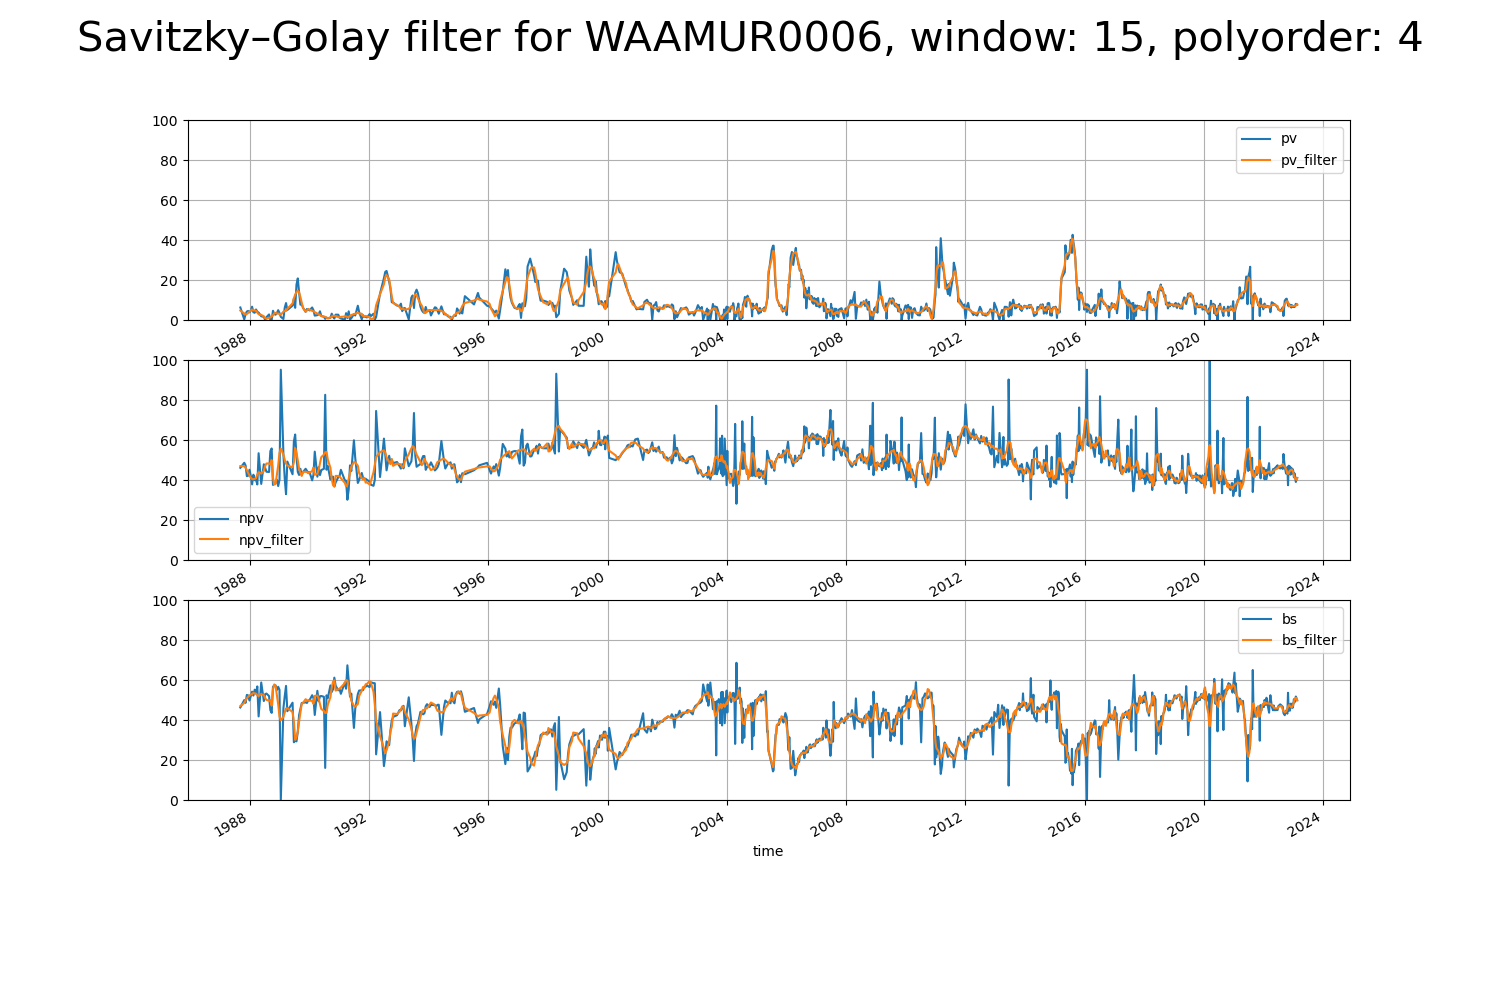 Savitzky–Golay filter for WAAMUR0006, window: 15, polyorder: 4
100
80
60
40
20
0
pv
pv_filter
1988 1992 1996 2000 2004 2008 2012 2016 2020 2024
100
80
60
40
20
0
npv
npv_filter
1988 1992 1996 2000 2004 2008 2012 2016 2020 2024
100
80
60
40
20
0
bs
bs_filter
1988 1992 1996 2000 2004 2008 2012 2016 2020 2024
time